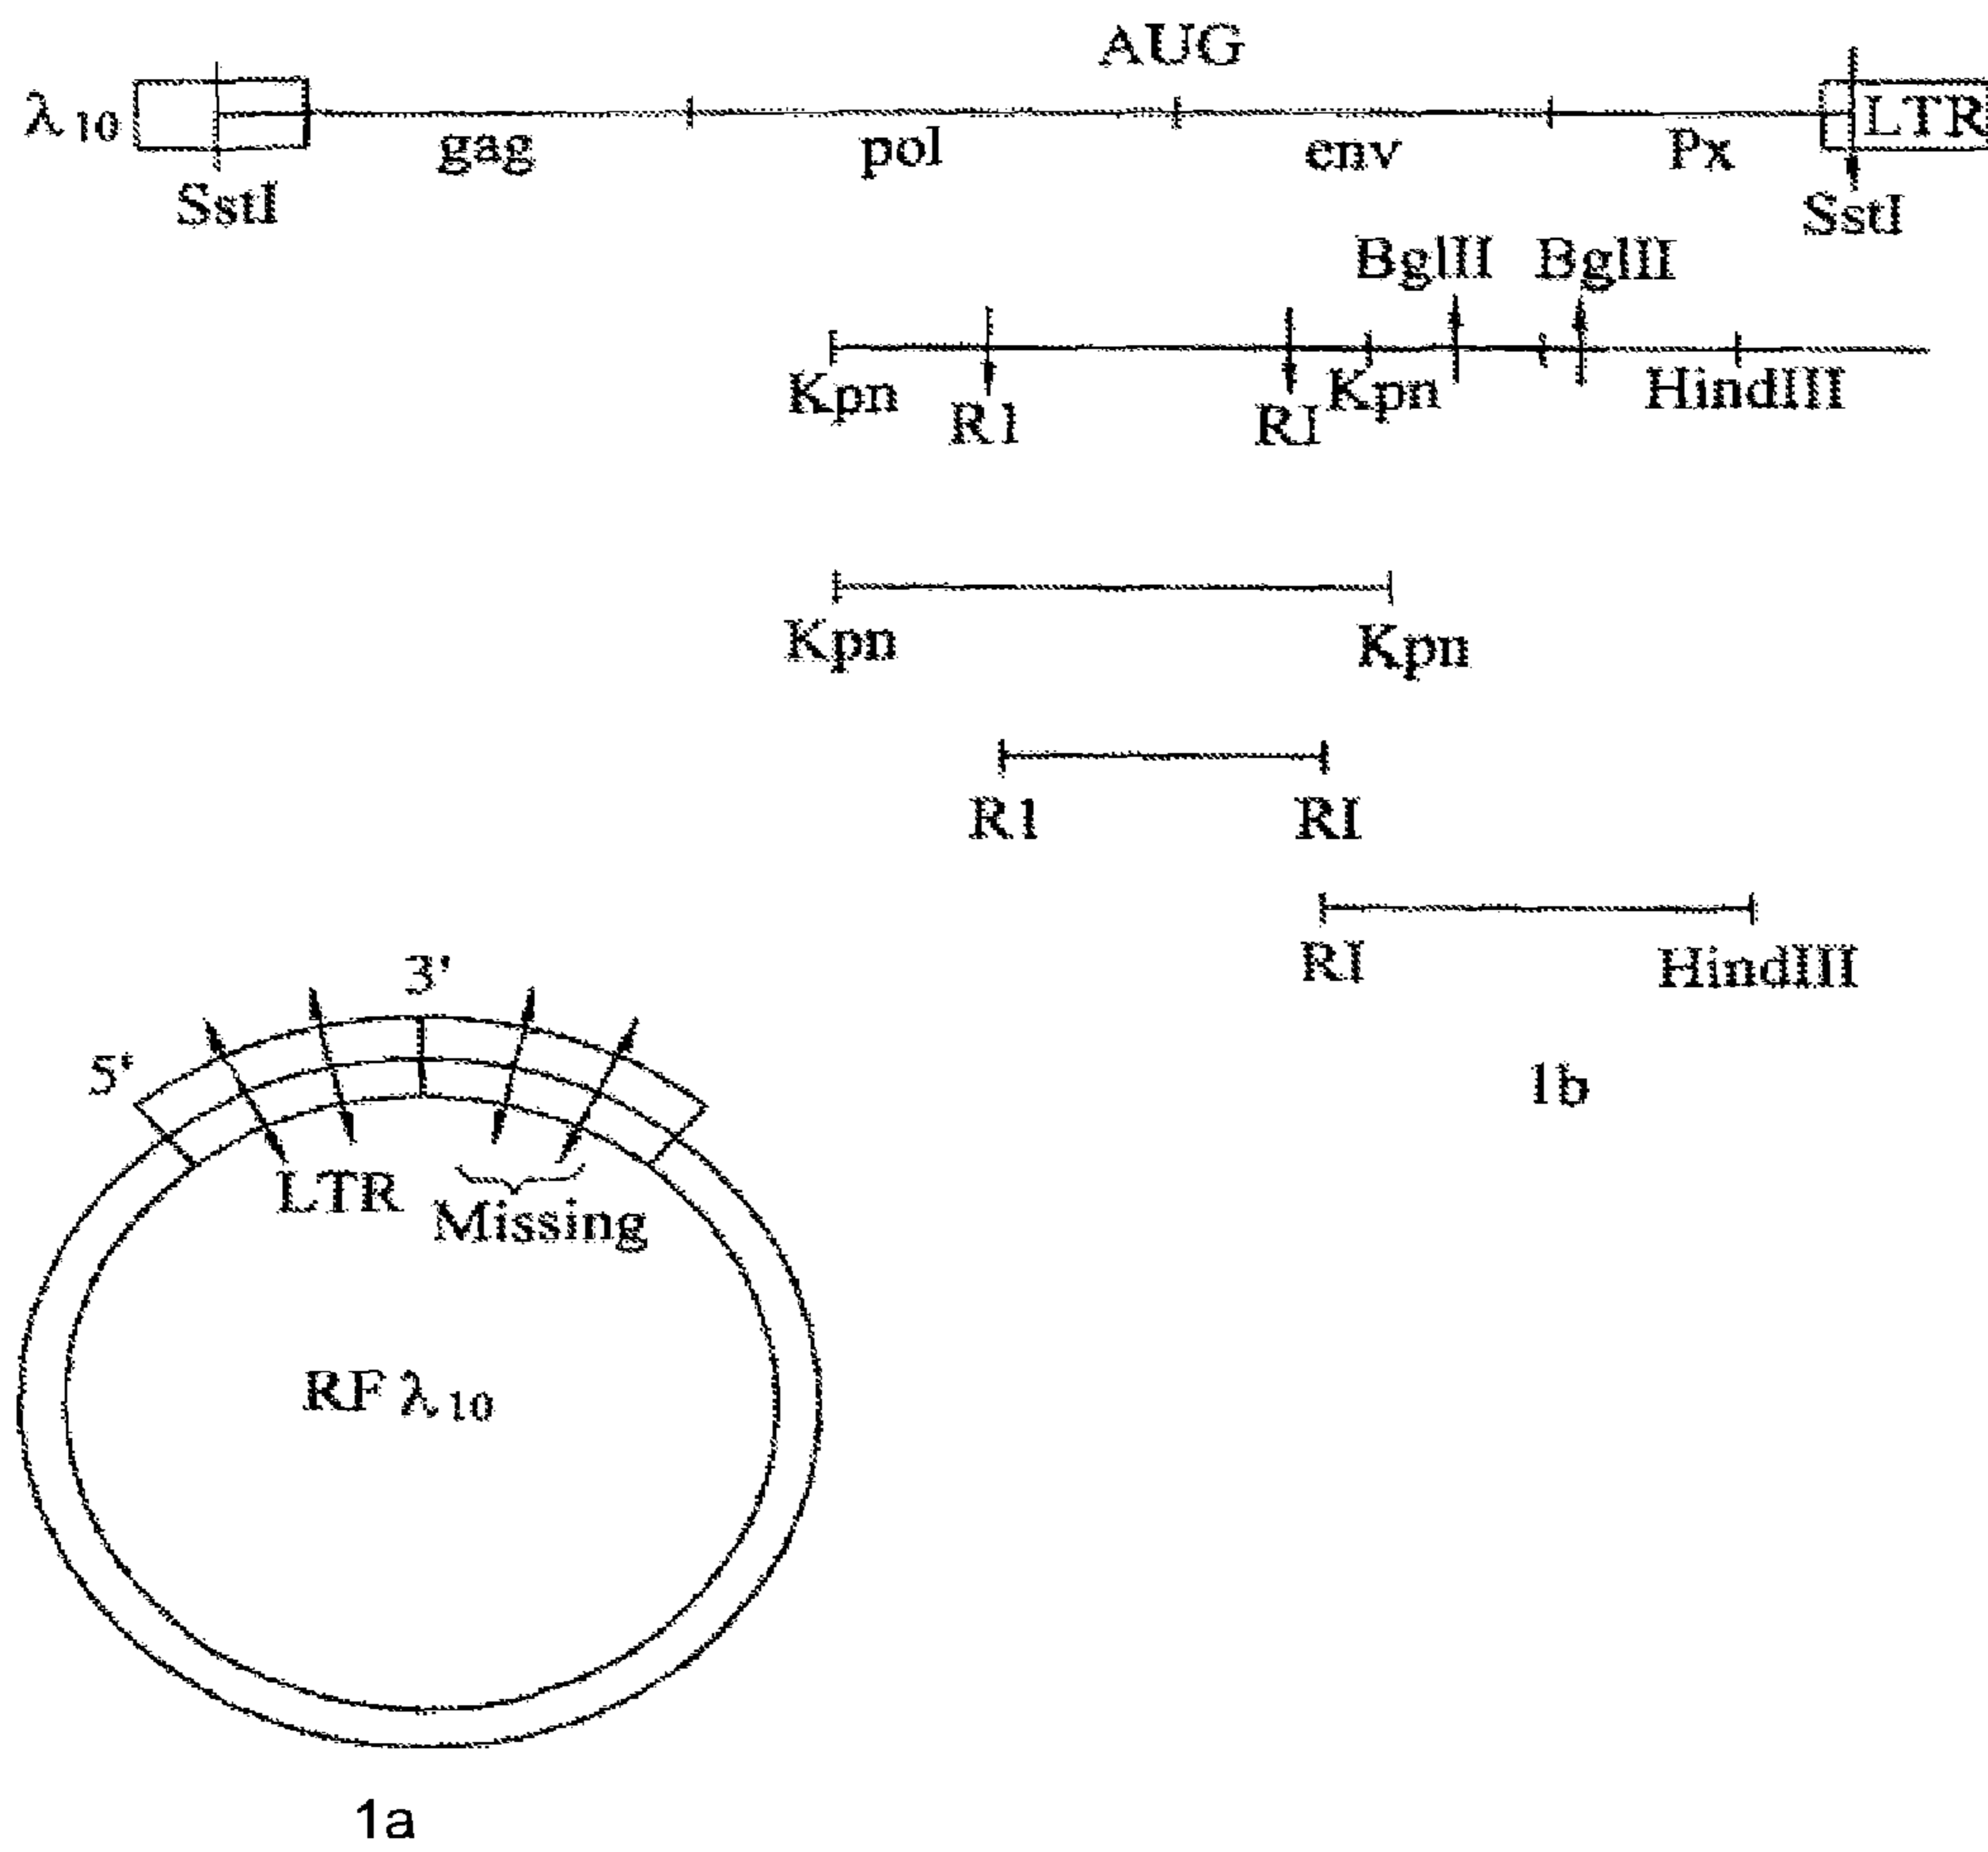 AUG
λ10 LTR
gag pol env Px
SstI SstI
BglII BglII
Kpn R1 RI Kpn HindIII
Kpn Kpn
R1 RI
RI HindIII
1b
3'
5'
LTR Missing
RF λ10
1a